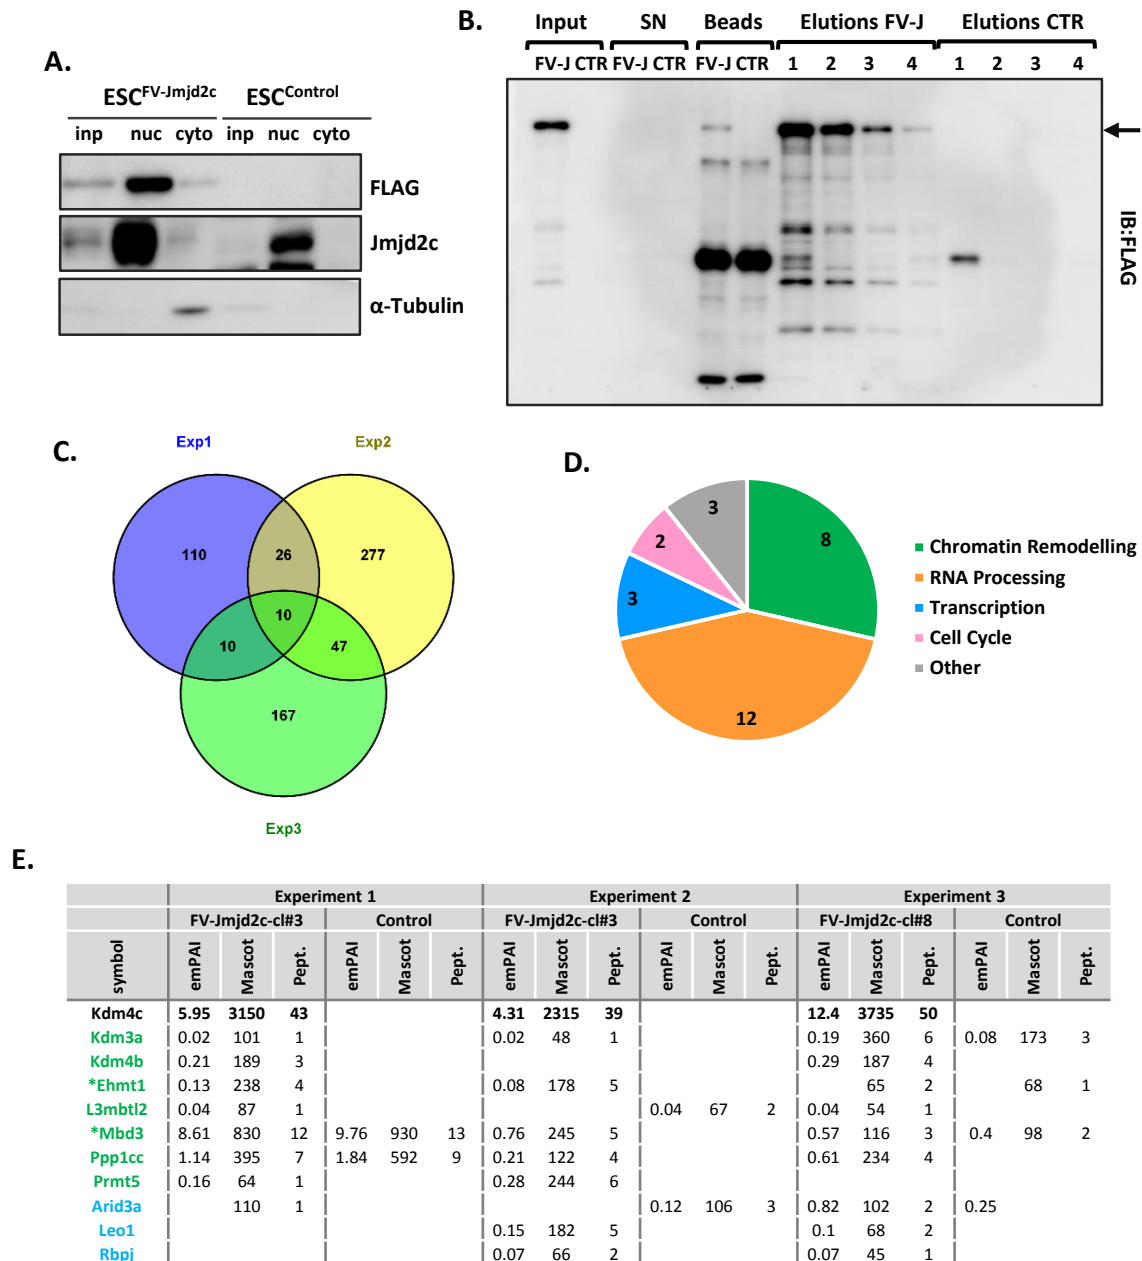 A.
ESCFV-Jmjd2c ESCControl
inp nuc cyto inp nuc cyto
FLAG
Jmjd2c
α-Tubulin
B.
Input SN Beads Elutions FV-J Elutions CTR
FV-J CTR FV-J CTR FV-J CTR 1 2 3 4 1 2 3 4
IB:FLAG
C.
Exp1 Exp2
110 26 277
10
10 47
167
Exp3
D.
3
8
2
3
12
Chromatin Remodelling
RNA Processing
Transcription
Cell Cycle
Other
E.
Experiment 1 Experiment 2 Experiment 3
FV-Jmjd2c-cl#3 Control FV-Jmjd2c-cl#3 Control FV-Jmjd2c-cl#8 Control
symbol emPAI Mascot Pept. emPAI Mascot Pept. emPAI Mascot Pept. emPAI Mascot Pept. emPAI Mascot Pept. emPAI Mascot Pept.
Kdm4c 5.95 3150 43 4.31 2315 39 12.4 3735 50
Kdm3a 0.02 101 1 0.02 48 1 0.19 360 6 0.08 173 3
Kdm4b 0.21 189 3 0.29 187 4
*Ehmt1 0.13 238 4 0.08 178 5 65 2 68 1
L3mbtl2 0.04 87 1 0.04 67 2 0.04 54 1
*Mbd3 8.61 830 12 9.76 930 13 0.76 245 5 0.57 116 3 0.4 98 2
Ppp1cc 1.14 395 7 1.84 592 9 0.21 122 4 0.61 234 4
Prmt5 0.16 64 1 0.28 244 6
Arid3a 110 1 0.12 106 3 0.82 102 2 0.25
Leo1 0.15 182 5 0.1 68 2
Rbpj 0.07 66 2 0.07 45 1